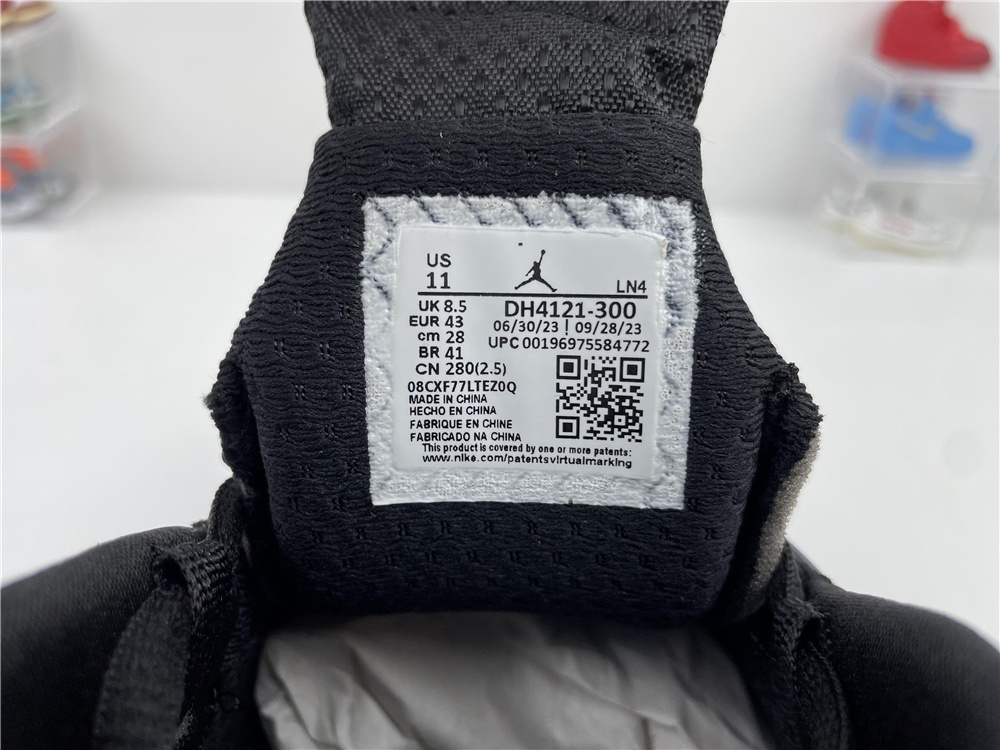 US
11
LN4
UK 8.5
EUR 43
cm 28
BR 41
CN 280(2.5)
DH4121-300
06/30/23 | 09/28/23
UPC 00196975584772
08CXF77LTEZ0Q
MADE IN CHINA
HECHO EN CHINA
FABRIQUE EN CHINE
FABRICADO NA CHINA
This product is covered by one or more patents:
www.nike.com/patentsvirtualmarking